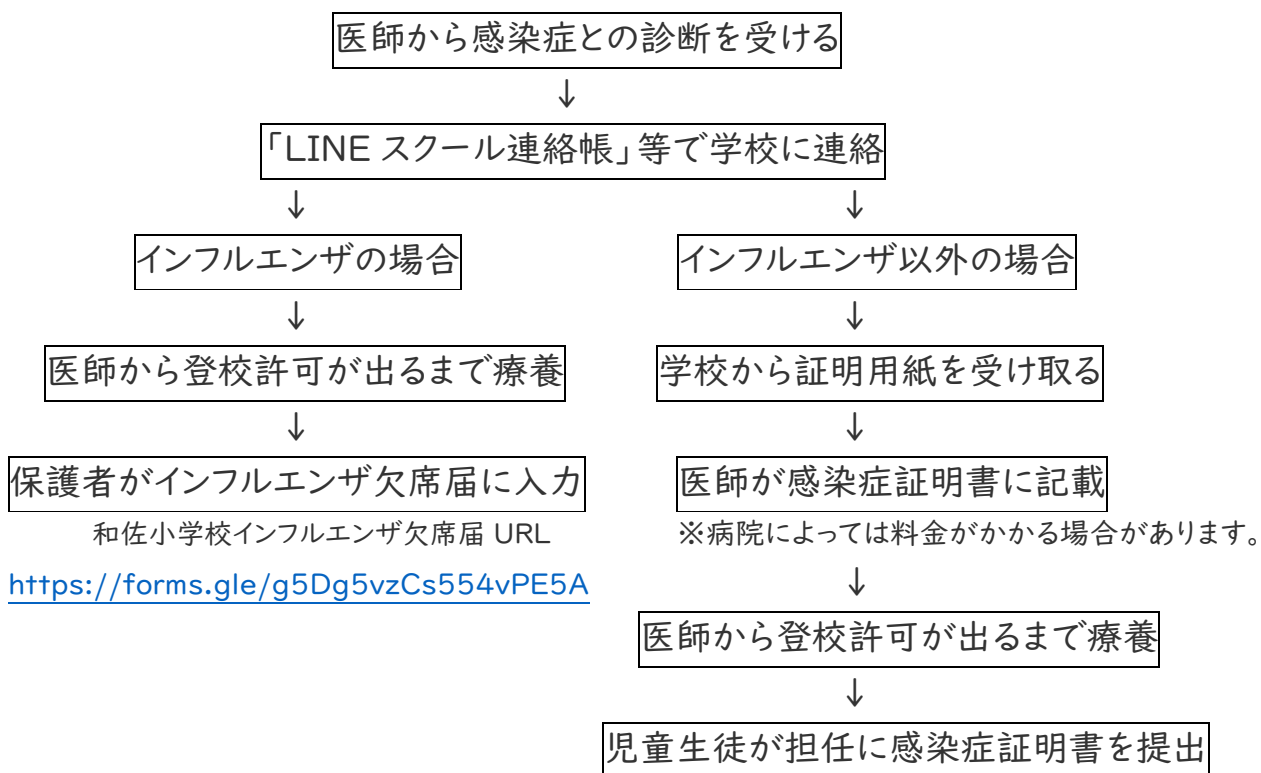 医師から感染症との診断を受ける
↓
「LINE スクール連絡帳」等で学校に連絡
↓ ↓
インフルエンザの場合 インフルエンザ以外の場合
↓ ↓
医師から登校許可が出るまで療養 学校から証明用紙を受け取る
↓ ↓
保護者がインフルエンザ欠席届に入力 医師が感染症証明書に記載
和佐小学校インフルエンザ欠席届 URL ※病院によっては料金がかかる場合があります。
https://forms.gle/g5Dg5vzCs554vPE5A ↓
医師から登校許可が出るまで療養
↓
児童生徒が担任に感染症証明書を提出